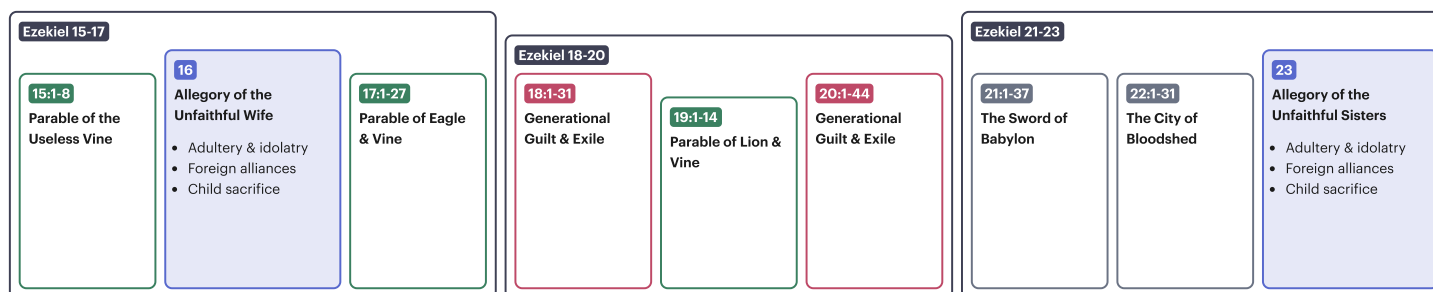 Ezekiel 15-17
15:1-8
Parable of the
Useless Vine
16
Allegory of the
Unfaithful Wife
• Adultery & idolatry
• Foreign alliances
• Child sacrifice
17:1-27
Parable of Eagle
& Vine
Ezekiel 18-20
18:1-31
Generational
Guilt & Exile
19:1-14
Parable of Lion &
Vine
20:1-44
Generational
Guilt & Exile
Ezekiel 21-23
21:1-37
The Sword of
Babylon
22:1-31
The City of
Bloodshed
23
Allegory of the
Unfaithful Sisters
• Adultery & idolatry
• Foreign alliances
• Child sacrifice